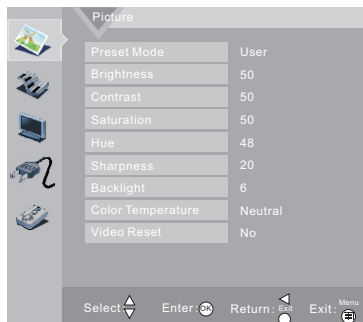 Picture
Preset Mode User
Brightness 50
Contrast 50
Saturation 50
Hue 48
Sharpness 20
Backlight 6
Color Temperature Neutral
Video Reset No
Select Enter: OK Return: Exit Exit: Menu